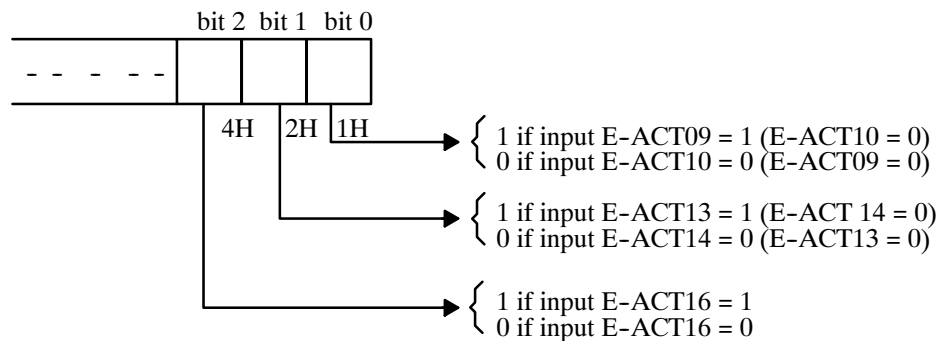 bit 2 bit 1 bit 0
- - - - -
4H 2H 1H
1 if input E-ACT09 = 1 (E-ACT10 = 0)
0 if input E-ACT10 = 0 (E-ACT09 = 0)
1 if input E-ACT13 = 1 (E-ACT 14 = 0)
0 if input E-ACT14 = 0 (E-ACT13 = 0)
1 if input E-ACT16 = 1
0 if input E-ACT16 = 0